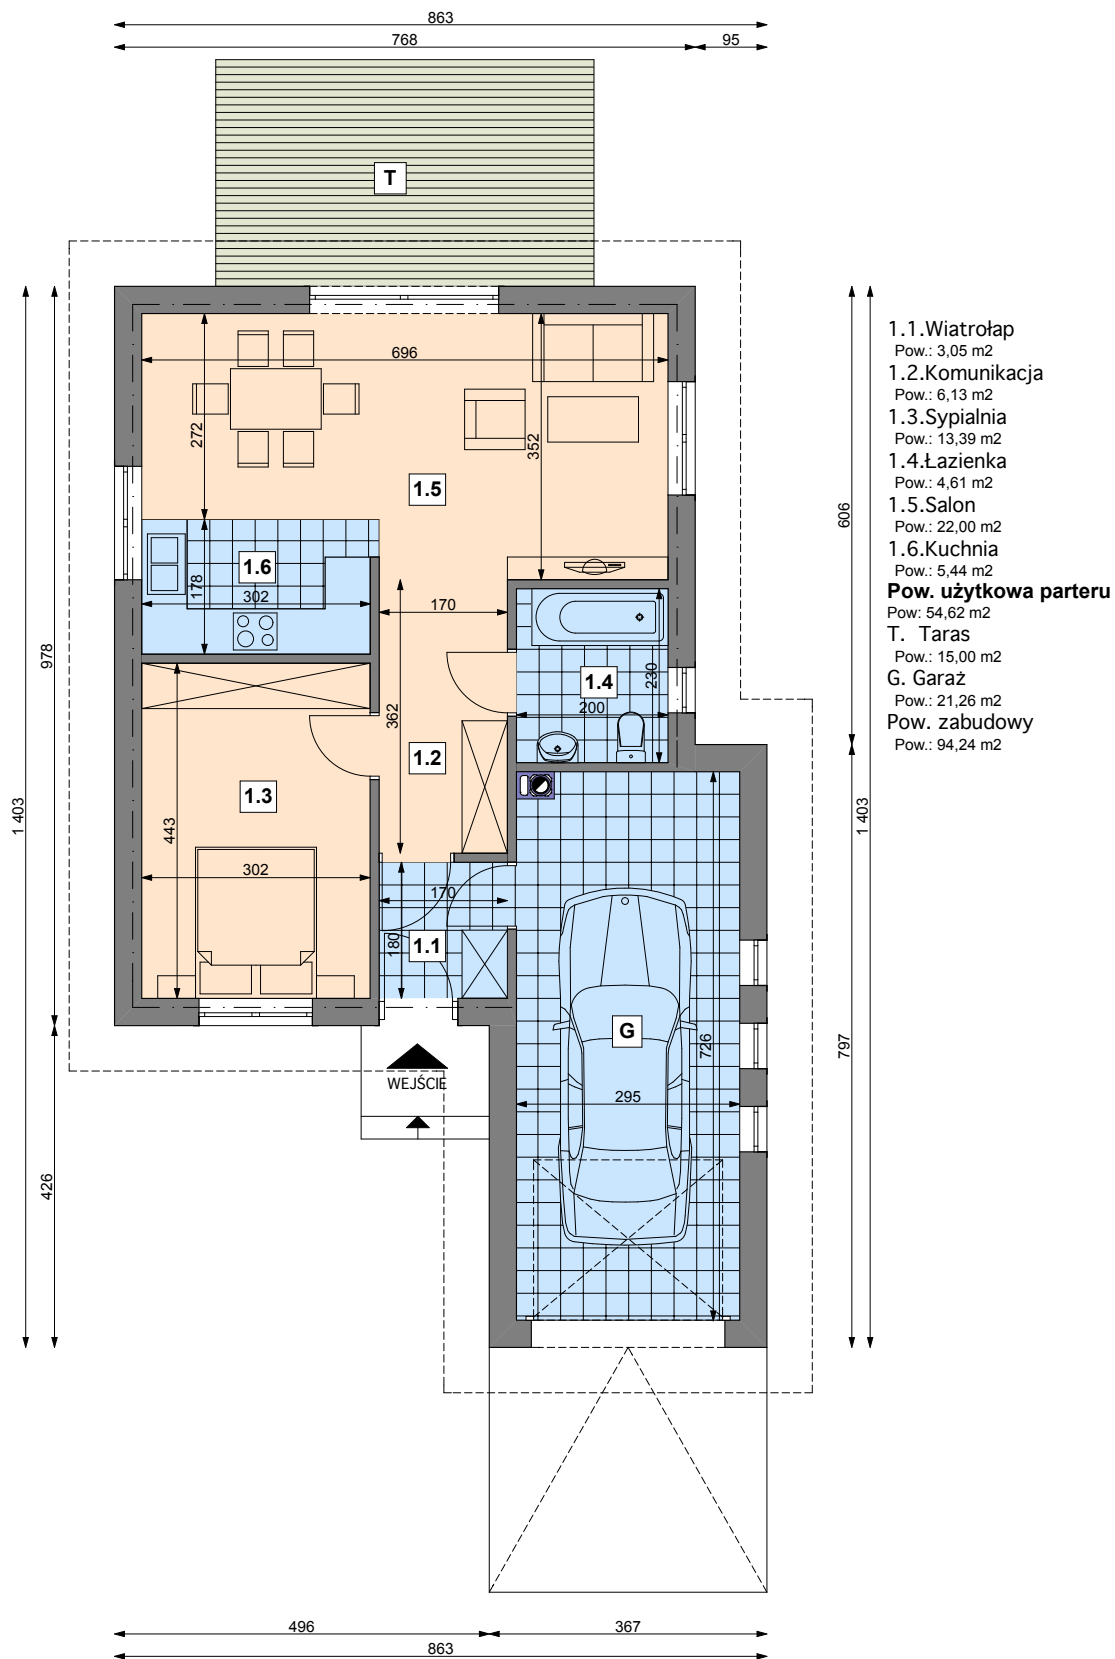 863
768
95
T
696
272
352
1.5
1.6
178
302
170
1.4
230
200
362
1.2
1.3
443
302
170
1.1
180
G
726
295
WEJŚCIE
978
426
1 403
606
797
1 403
496
367
863
1.1.Wiatrołap
Pow.: 3,05 m2
1.2.Komunikacja
Pow.: 6,13 m2
1.3.Sypialnia
Pow.: 13,39 m2
1.4.Łazienka
Pow.: 4,61 m2
1.5.Salon
Pow.: 22,00 m2
1.6.Kuchnia
Pow.: 5,44 m2
Pow. użytkowa parteru
Pow: 54,62 m2
T. Taras
Pow.: 15,00 m2
G. Garaż
Pow.: 21,26 m2
Pow. zabudowy
Pow.: 94,24 m2